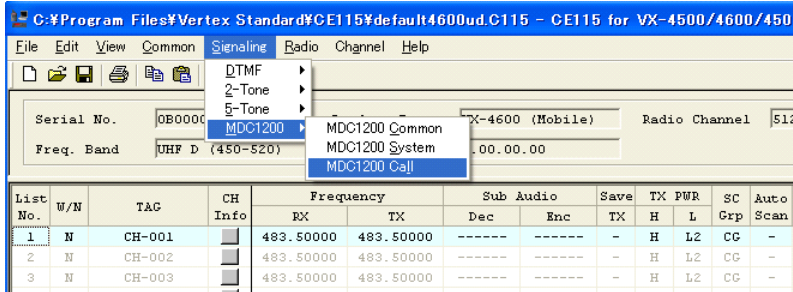 C:¥Program Files¥Vertex Standard¥CE115¥default4600ud.C115 - CE115 for VX-4500/4600/450
File Edit View Common Signaling Radio Channel Help
DTMF
2-Tone
5-Tone
MDC1200
MDC1200 Common
MDC1200 System
MDC1200 Call
Serial No. 0B0000 VX-4600 (Mobile) Radio Channel 512
Freq. Band UHF D (450-520) .00.00.00
List No. W/N TAG CH Info Frequency Sub Audio Save TX PWR SC Grp Auto Scan
RX TX Dec Enc TX H L
1 N CH-001 483.50000 483.50000 ------ ------ - H L2 CG -
2 N CH-002 483.50000 483.50000 ------ ------ - H L2 CG -
3 N CH-003 483.50000 483.50000 ------ ------ - H L2 CG -